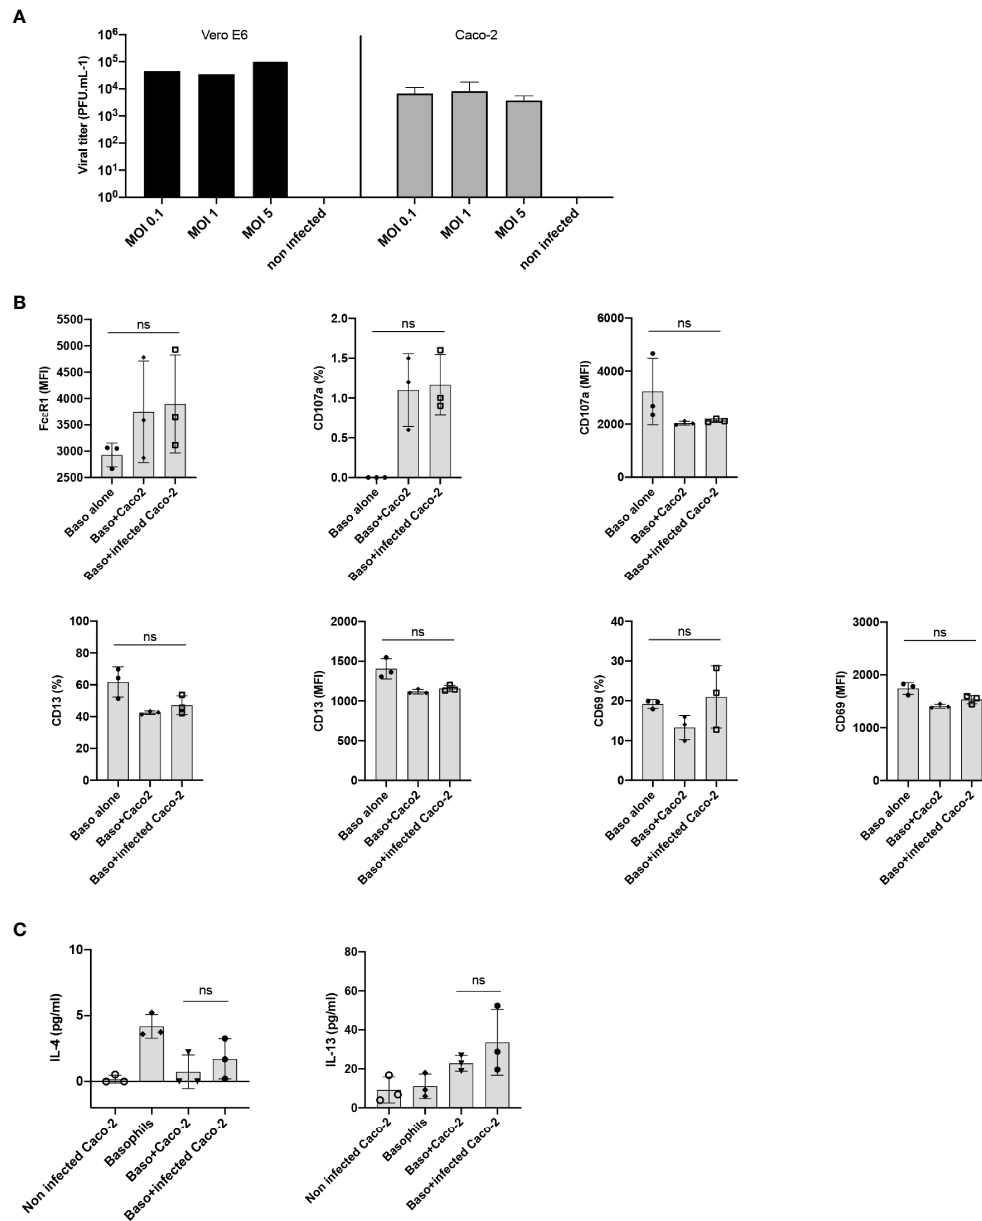 A
Vero E6
Caco-2
Viral titer (PFU.mL-1)
10⁶
10⁵
10⁴
10³
10²
10¹
10⁰
MOI 0.1
MOI 1
MOI 5
non infected
MOI 0.1
MOI 1
MOI 5
non infected
B
FcεR1 (MFI)
5500
5000
4500
4000
3500
3000
2500
ns
Baso alone
Baso+Caco2
Baso+infected Caco-2
CD107a (%)
2.0
1.5
1.0
0.5
0.0
ns
Baso alone
Baso+Caco2
Baso+infected Caco-2
CD107a (MFI)
6000
4000
2000
0
ns
Baso alone
Baso+Caco2
Baso+infected Caco-2
CD13 (%)
100
80
60
40
20
0
ns
Baso alone
Baso+Caco2
Baso+infected Caco-2
CD13 (MFI)
2000
1500
1000
500
0
ns
Baso alone
Baso+Caco2
Baso+infected Caco-2
CD69 (%)
40
30
20
10
0
ns
Baso alone
Baso+Caco2
Baso+infected Caco-2
CD69 (MFI)
3000
2000
1000
0
ns
Baso alone
Baso+Caco2
Baso+infected Caco-2
C
IL-4 (pg/ml)
10
5
0
ns
Non infected Caco-2
Basophils
Baso+Caco-2
Baso+infected Caco-2
IL-13 (pg/ml)
80
60
40
20
0
ns
Non infected Caco-2
Basophils
Baso+Caco-2
Baso+infected Caco-2